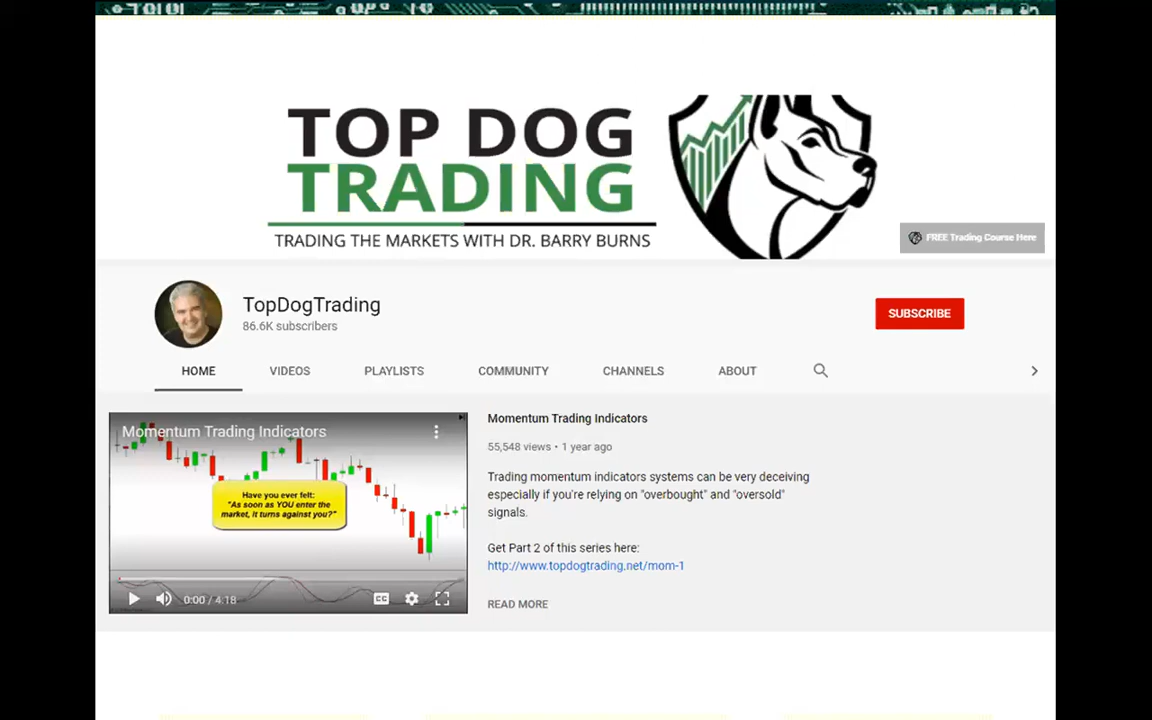 TOP DOG
TRADING
TRADING THE MARKETS WITH DR. BARRY BURNS
FREE Trading Course Here
TopDogTrading
86.6K subscribers
SUBSCRIBE
HOME VIDEOS PLAYLISTS COMMUNITY CHANNELS ABOUT
Momentum Trading Indicators
Have you ever felt:
"As soon as YOU enter the
market, it turns against you?"
0:00 / 4:18
CC
Momentum Trading Indicators
55,548 views • 1 year ago
Trading momentum indicators systems can be very deceiving
especially if you're relying on "overbought" and "oversold"
signals.
Get Part 2 of this series here:
http://www.topdogtrading.net/mom-1
READ MORE